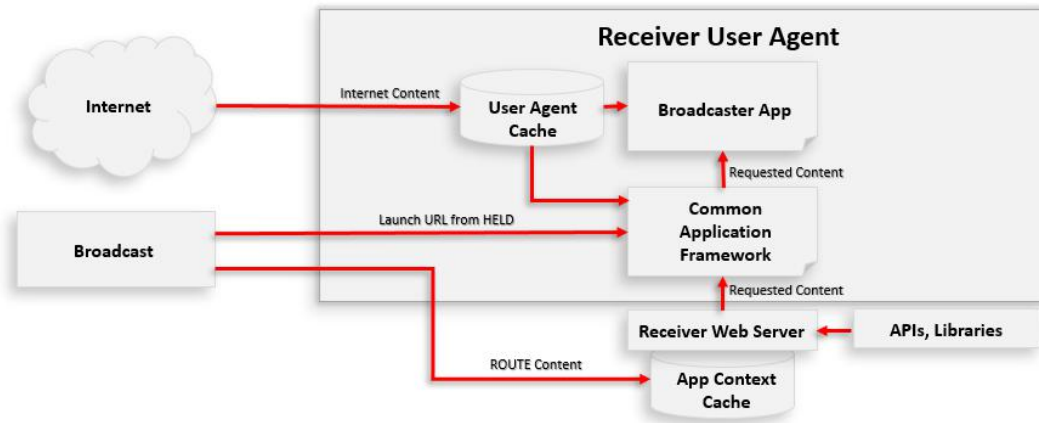 Receiver User Agent
Internet
Internet Content
User Agent
Cache
Broadcaster App
Requested Content
Launch URL from HELD
Common
Application
Framework
Broadcast
Requested Content
Receiver Web Server
APIs, Libraries
ROUTE Content
App Context
Cache